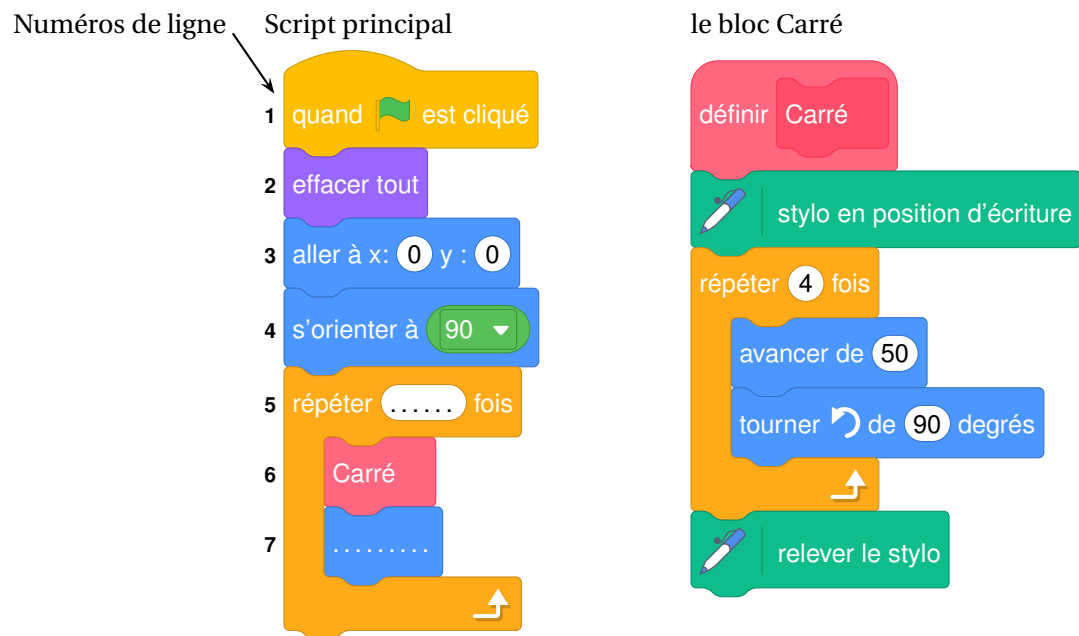 Numéros de ligne
Script principal
1 quand est cliqué
2 effacer tout
3 aller à x: 0 y : 0
4 s'orienter à 90
5 répéter ...... fois
6 Carré
7 .........
le bloc Carré
définir Carré
stylo en position d'écriture
répéter 4 fois
avancer de 50
tourner de 90 degrés
relever le stylo